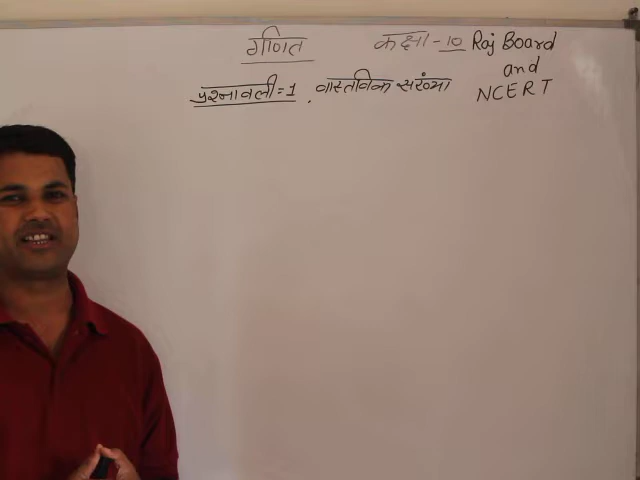 गणित कक्षा - 10 Raj Board
and
प्रश्नावली = 1. वास्तविक संख्या NCERT